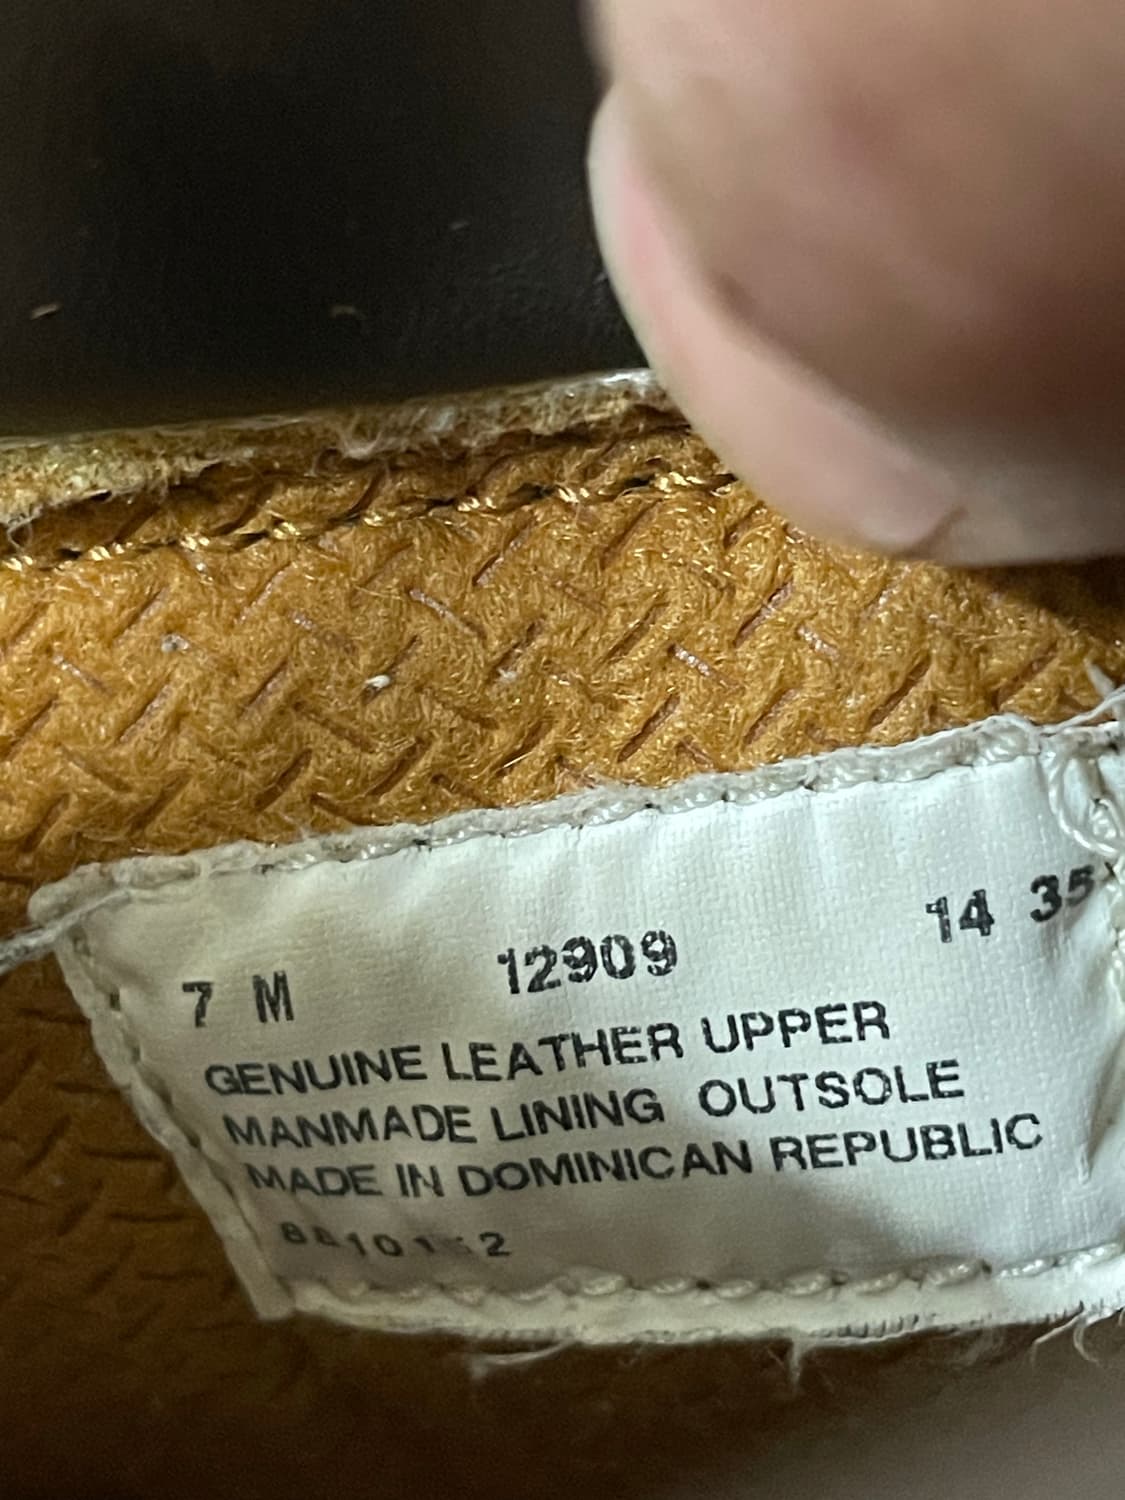 7 M 12909 14 35
GENUINE LEATHER UPPER
MANMADE LINING OUTSOLE
MADE IN DOMINICAN REPUBLIC